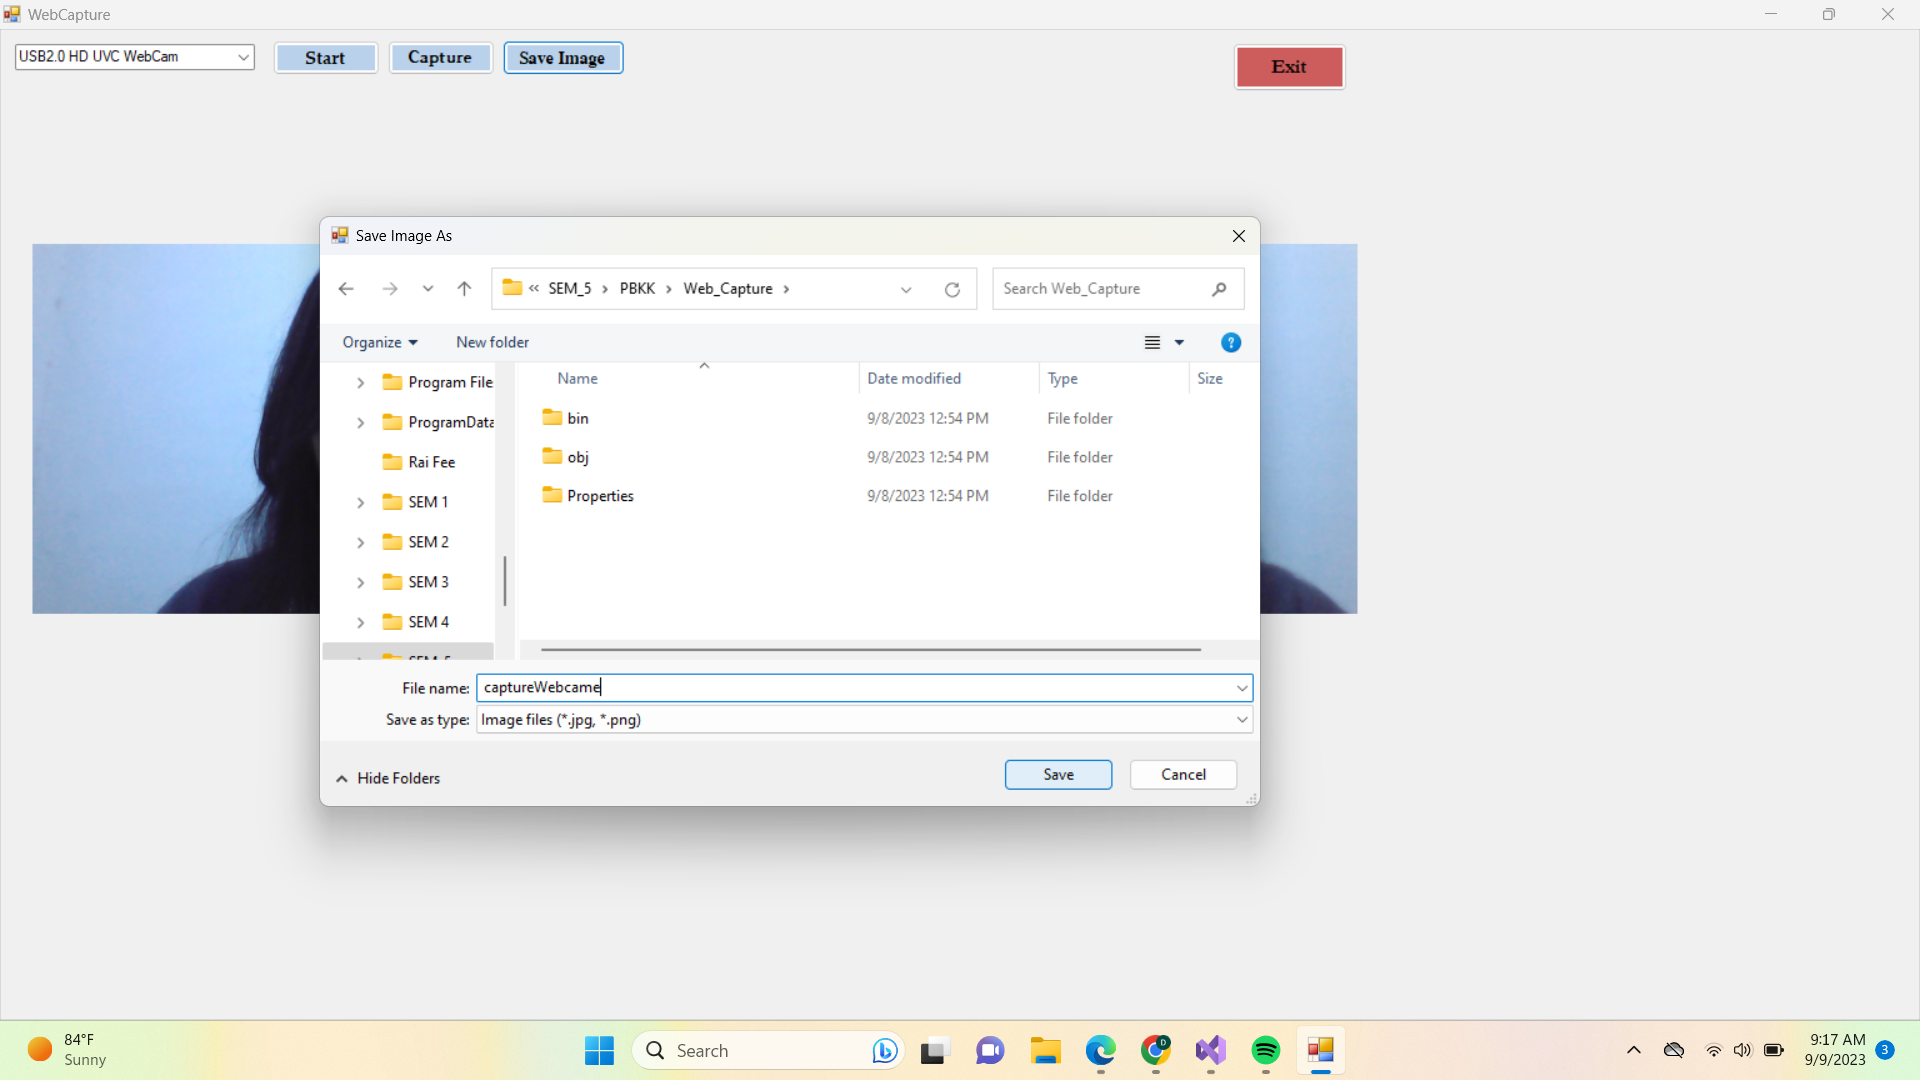 WebCapture
USB2.0 HD UVC WebCam
Start
Capture
Save Image
Exit
Save Image As
« SEM_5 › PBKK › Web_Capture ›
Search Web_Capture
Organize
New folder
?
Name
Date modified
Type
Size
Program File
ProgramData
Rai Fee
SEM 1
SEM 2
SEM 3
SEM 4
bin 9/8/2023 12:54 PM File folder
obj 9/8/2023 12:54 PM File folder
Properties 9/8/2023 12:54 PM File folder
File name: captureWebcame
Save as type: Image files (*.jpg, *.png)
Hide Folders
Save
Cancel
84°F
Sunny
Search
D
9:17 AM
9/9/2023
3